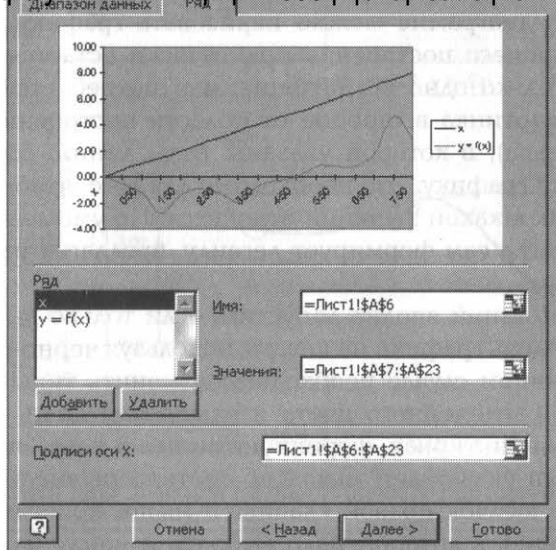 Диапазон данных Ряд
10.00
8.00
6.00
4.00
2.00
0.00
-2.00
-4.00
x 0.50 1.50 2.50 3.50 4.50 5.50 6.50 7.50
x
y = f(x)
Ряд
x
y = f(x)
Имя: =Лист1!$A$6
Значения: =Лист1!$A$7:$A$23
Добавить Удалить
Подписи оси X: =Лист1!$A$6:$A$23
? Отмена < Назад Далее > Готово